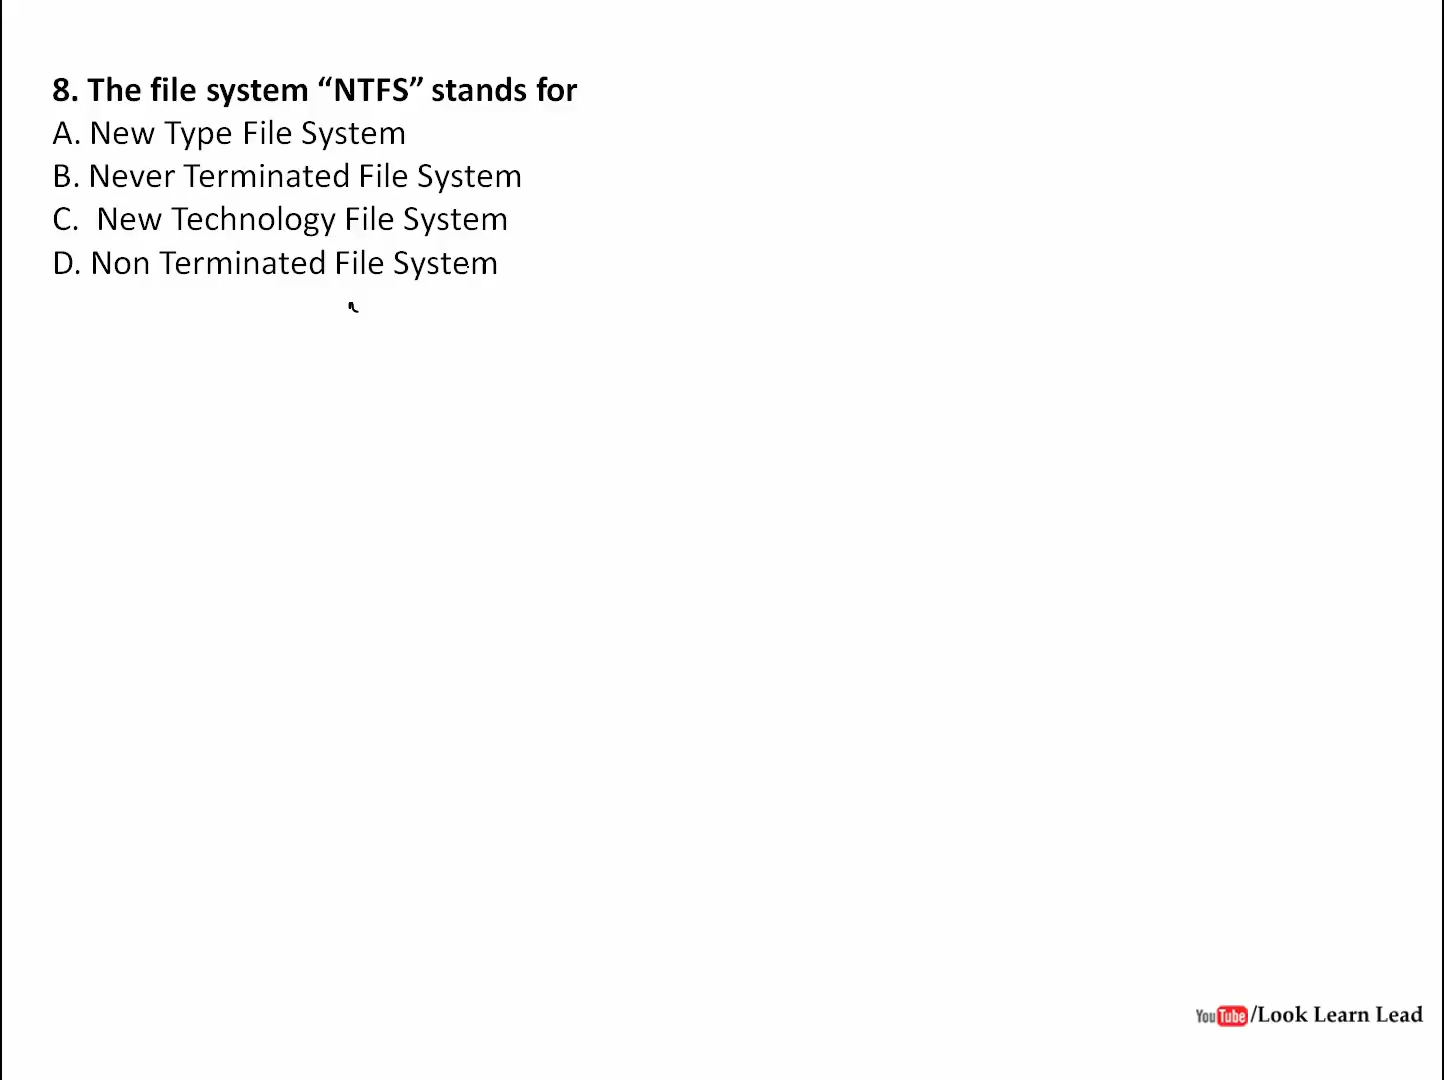 8. The file system “NTFS” stands for
A. New Type File System
B. Never Terminated File System
C.  New Technology File System
D. Non Terminated File System
YouTube/Look Learn Lead